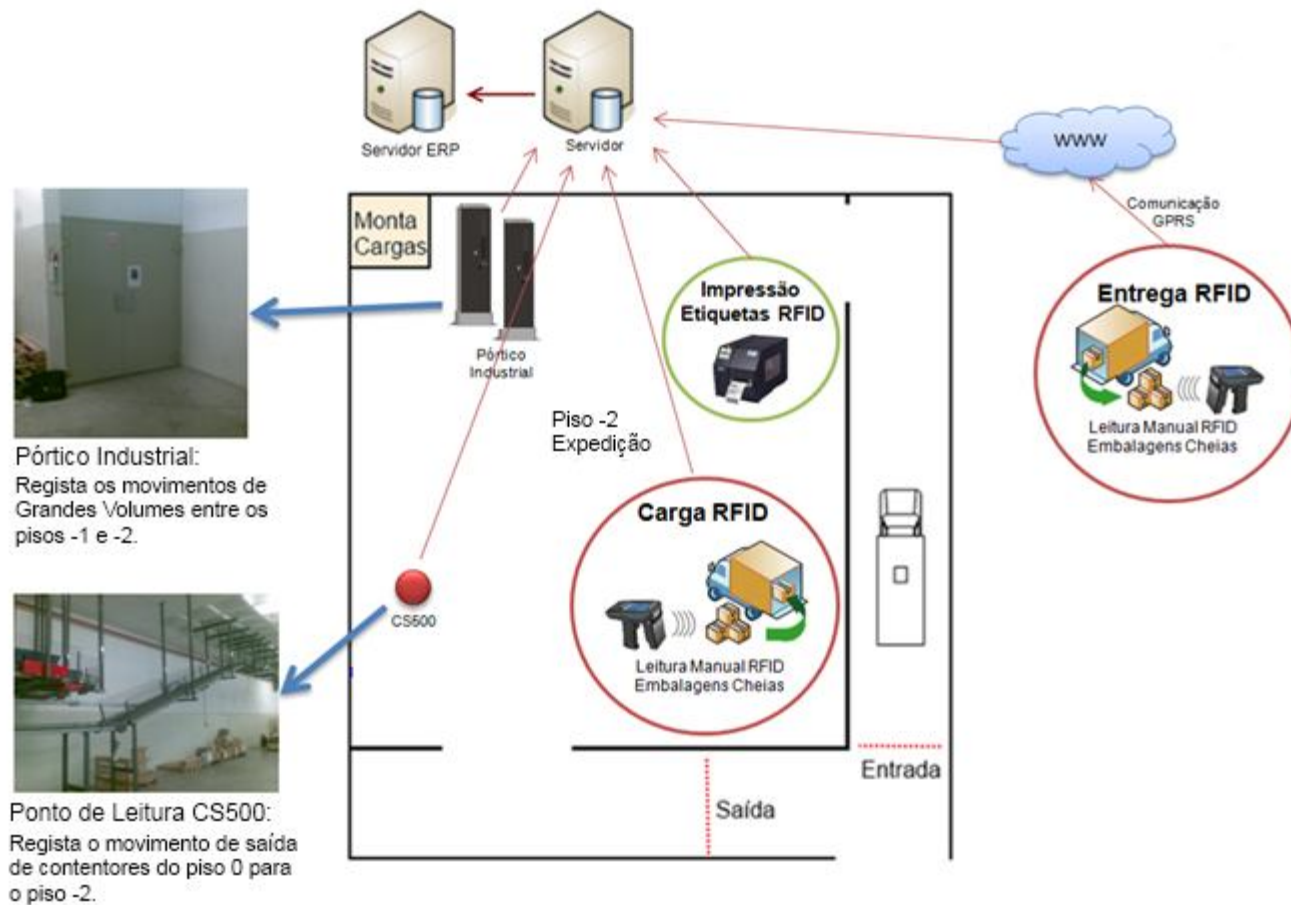 Servidor ERP
Servidor
WWW
Comunicação
GPRS
Monta
Cargas
Pórtico
Industrial
Impressão
Etiquetas RFID
Entrega RFID
Leitura Manual RFID
Embalagens Cheias
Piso -2
Expedição
Pórtico Industrial:
Regista os movimentos de
Grandes Volumes entre os
pisos -1 e -2.
Carga RFID
Leitura Manual RFID
Embalagens Cheias
CS500
Entrada
Saída
Ponto de Leitura CS500:
Regista o movimento de saída
de contentores do piso 0 para
o piso -2.